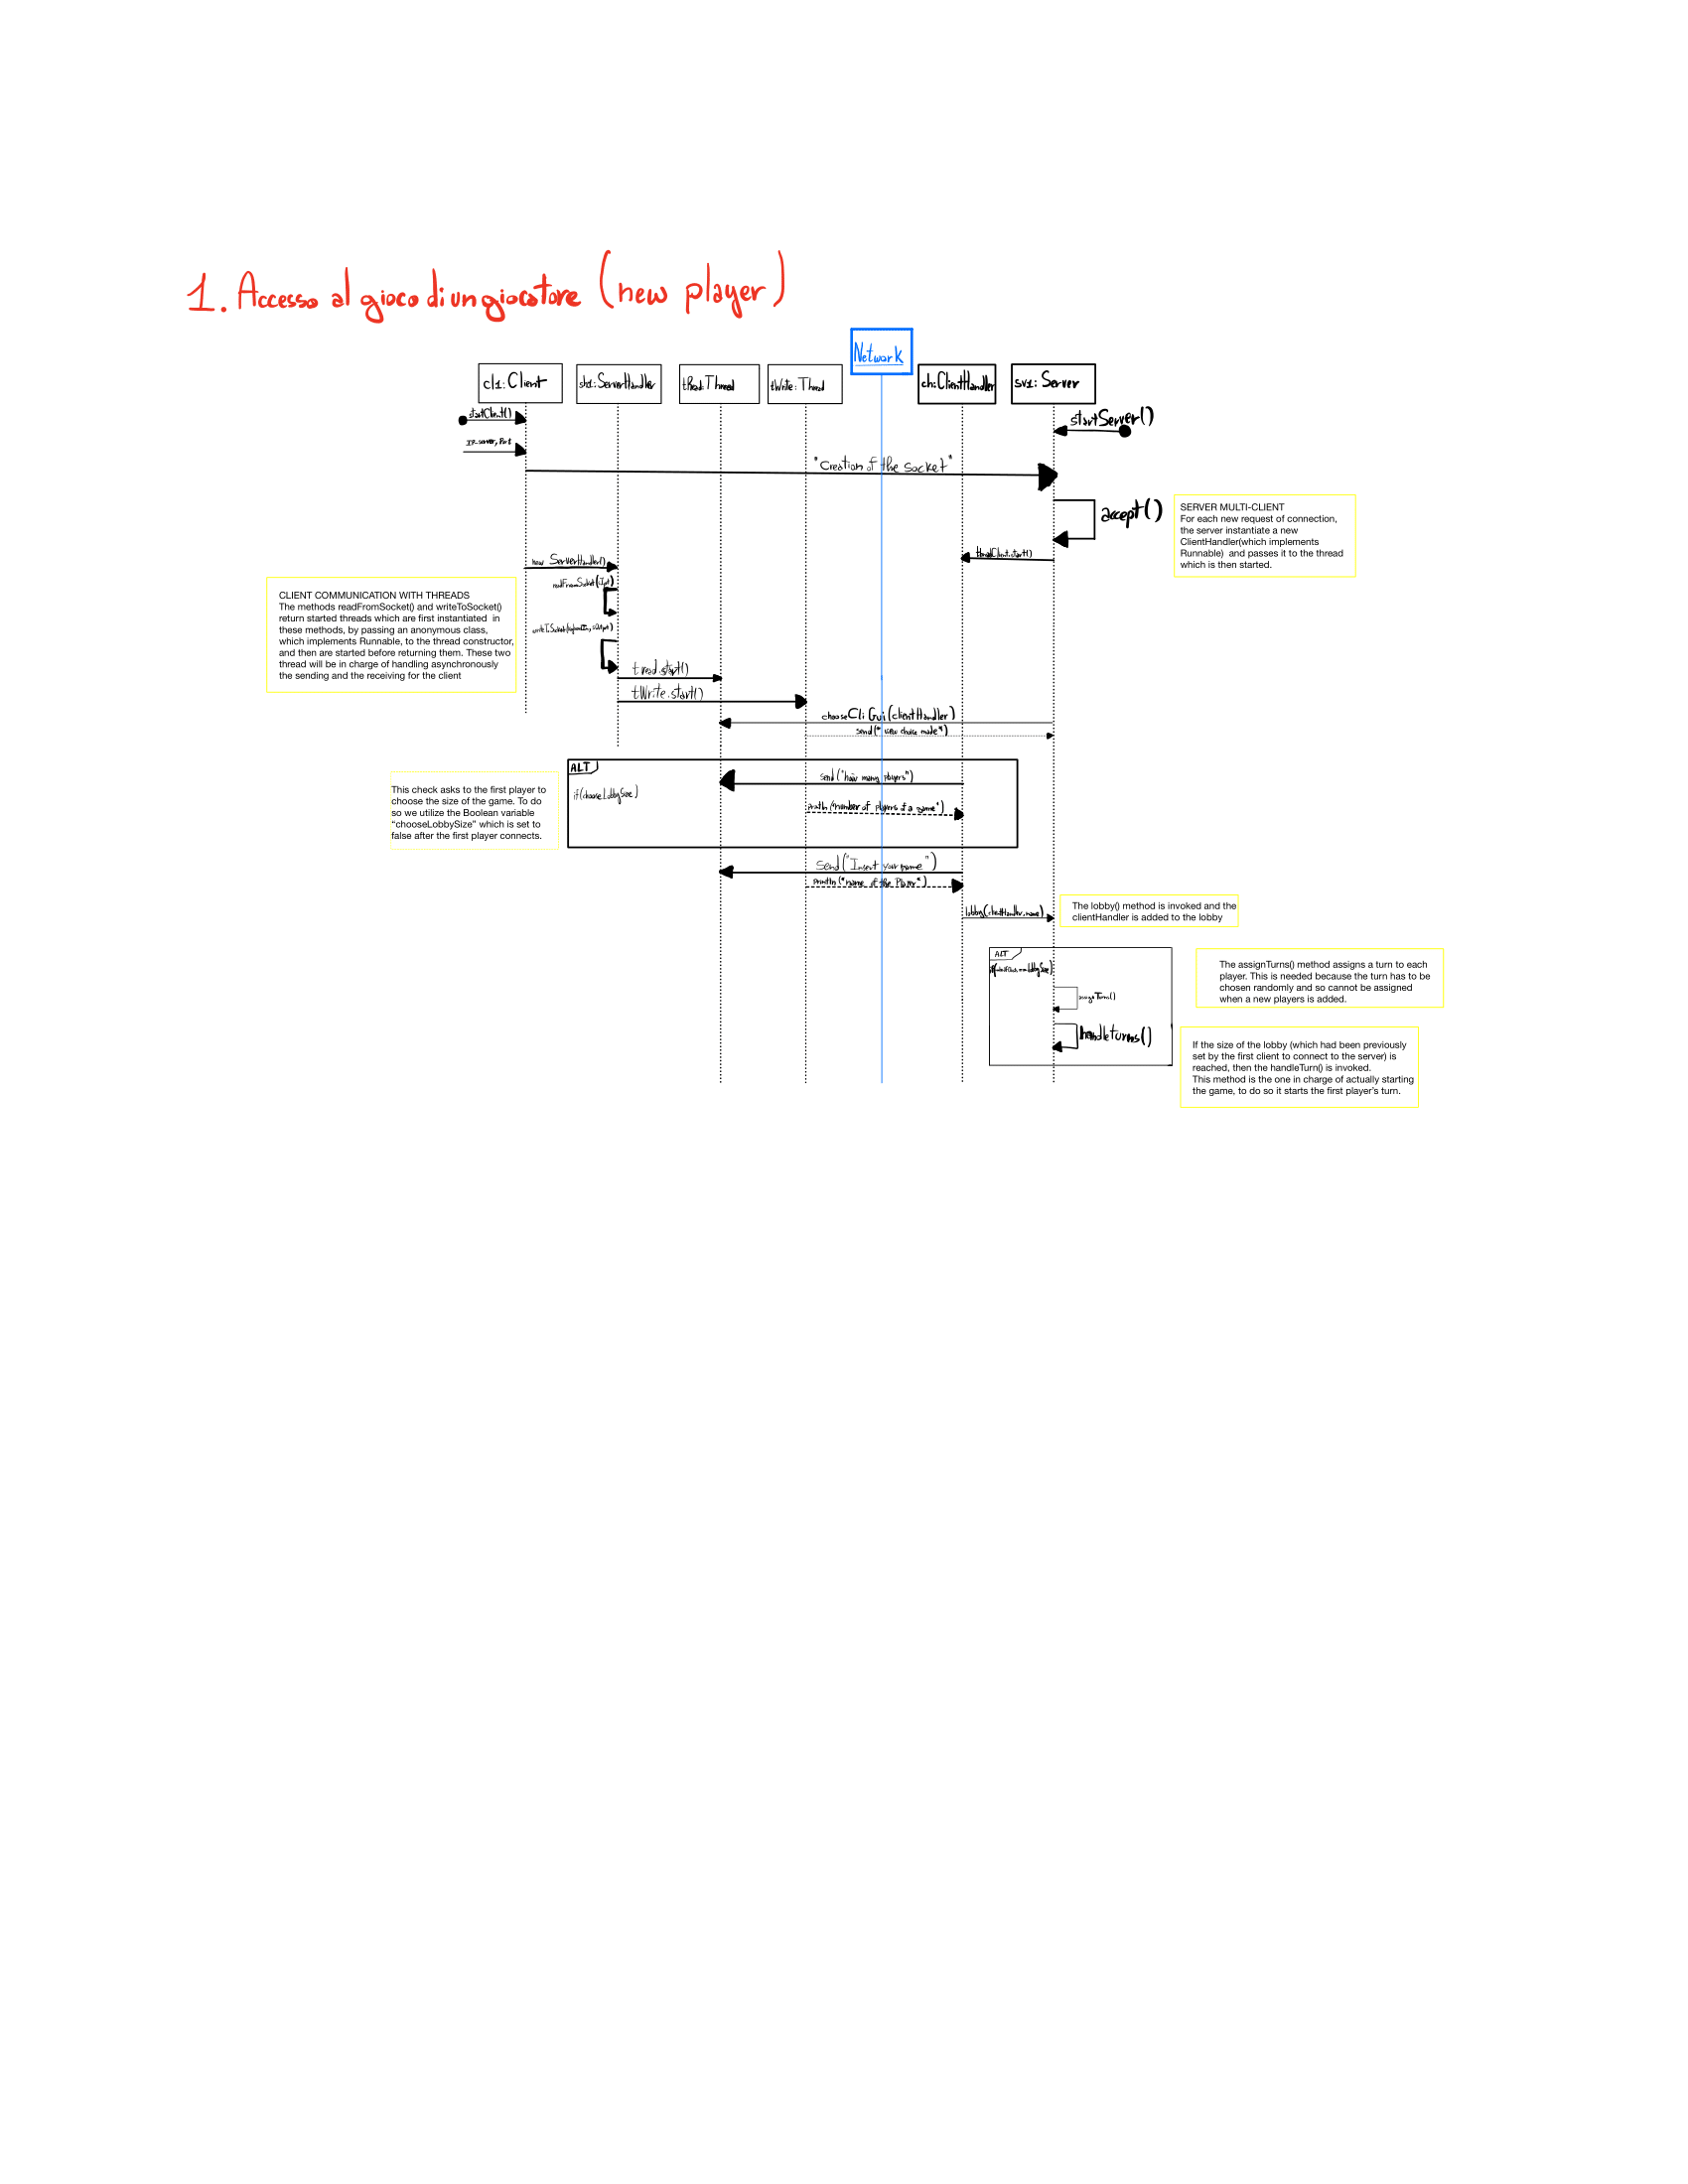 1. Accesso al gioco di un giocatore (new player)
Network
cl1: Client
sh1: ServerHandler
tRead: Thread
tWrite: Thread
ch: ClientHandler
sv1: Server
startClient()
startServer()
IP server, Port
"Creation of the socket"
accept()
SERVER MULTI-CLIENT
For each new request of connection,
the server instantiate a new
ClientHandler(which implements
Runnable)  and passes it to the thread
which is then started.
threadClient.start()
new ServerHandler()
readFromSocket(
CLIENT COMMUNICATION WITH THREADS
The methods readFromSocket() and writeToSocket()
return started threads which are first instantiated  in
these methods, by passing an anonymous class,
which implements Runnable, to the thread constructor,
and then are started before returning them. These two
thread will be in charge of handling asynchronously
the sending and the receiving for the client
writeToSocket(
tread.start()
tWrite.start()
chooseCliGui(clientHandler)
send("view choice made")
ALT
if(chooseLobbySize)
send("how many players")
println("number of players of a game")
This check asks to the first player to
choose the size of the game. To do
so we utilize the Boolean variable
“chooseLobbySize” which is set to
false after the first player connects.
Send("Insert your name")
println("name of the Player")
lobby(clientHandler, name)
The lobby() method is invoked and the
clientHandler is added to the lobby
ALT
LobbySize)
assignTurns()
handleturns()
The assignTurns() method assigns a turn to each
player. This is needed because the turn has to be
chosen randomly and so cannot be assigned
when a new players is added.
If the size of the lobby (which had been previously
set by the first client to connect to the server) is
reached, then the handleTurn() is invoked.
This method is the one in charge of actually starting
the game, to do so it starts the first player’s turn.